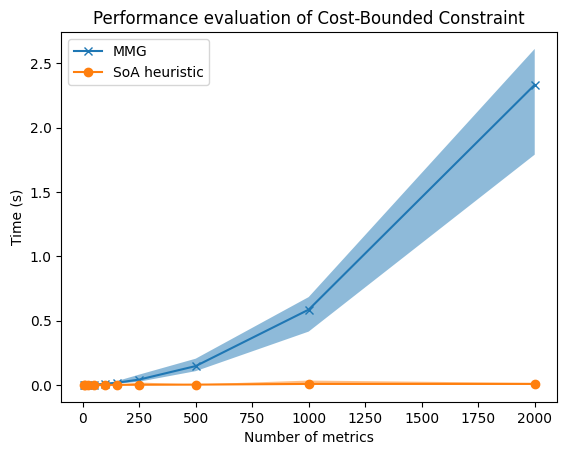 Performance evaluation of Cost-Bounded Constraint
MMG
SoA heuristic
2.5
2.0
1.5
1.0
0.5
0.0
Time (s)
0 250 500 750 1000 1250 1500 1750 2000
Number of metrics